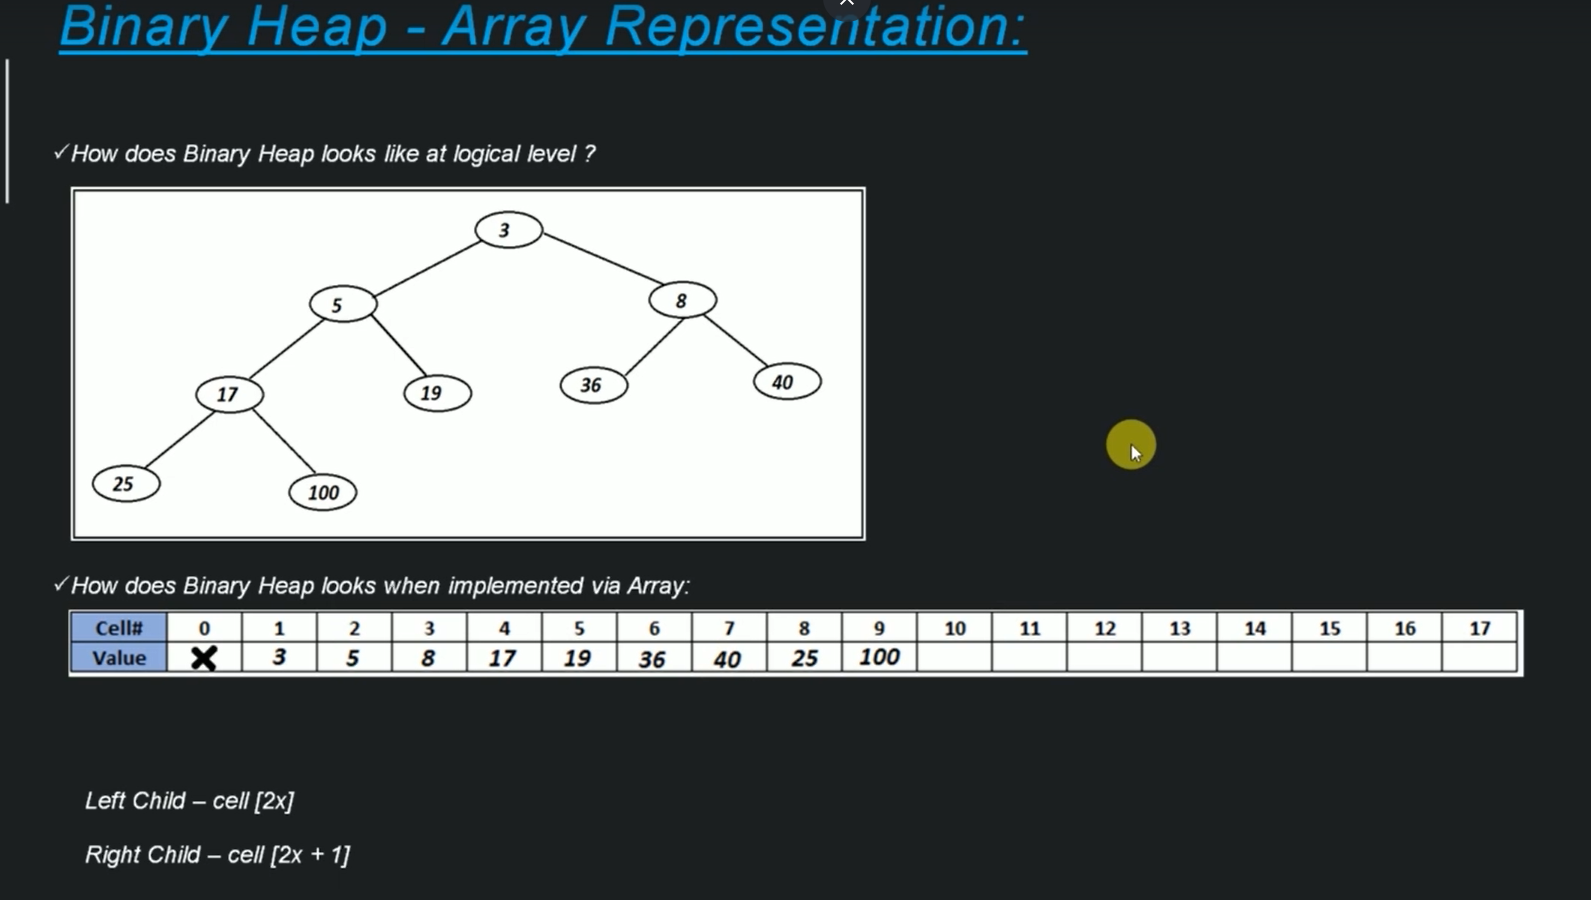 Binary Heap - Array Representation:
✓How does Binary Heap looks like at logical level ?
3
5 8
17 19 36 40
25 100
✓How does Binary Heap looks when implemented via Array:
Cell# 0 1 2 3 4 5 6 7 8 9 10 11 12 13 14 15 16 17
Value ✕ 3 5 8 17 19 36 40 25 100
Left Child – cell [2x]
Right Child – cell [2x + 1]